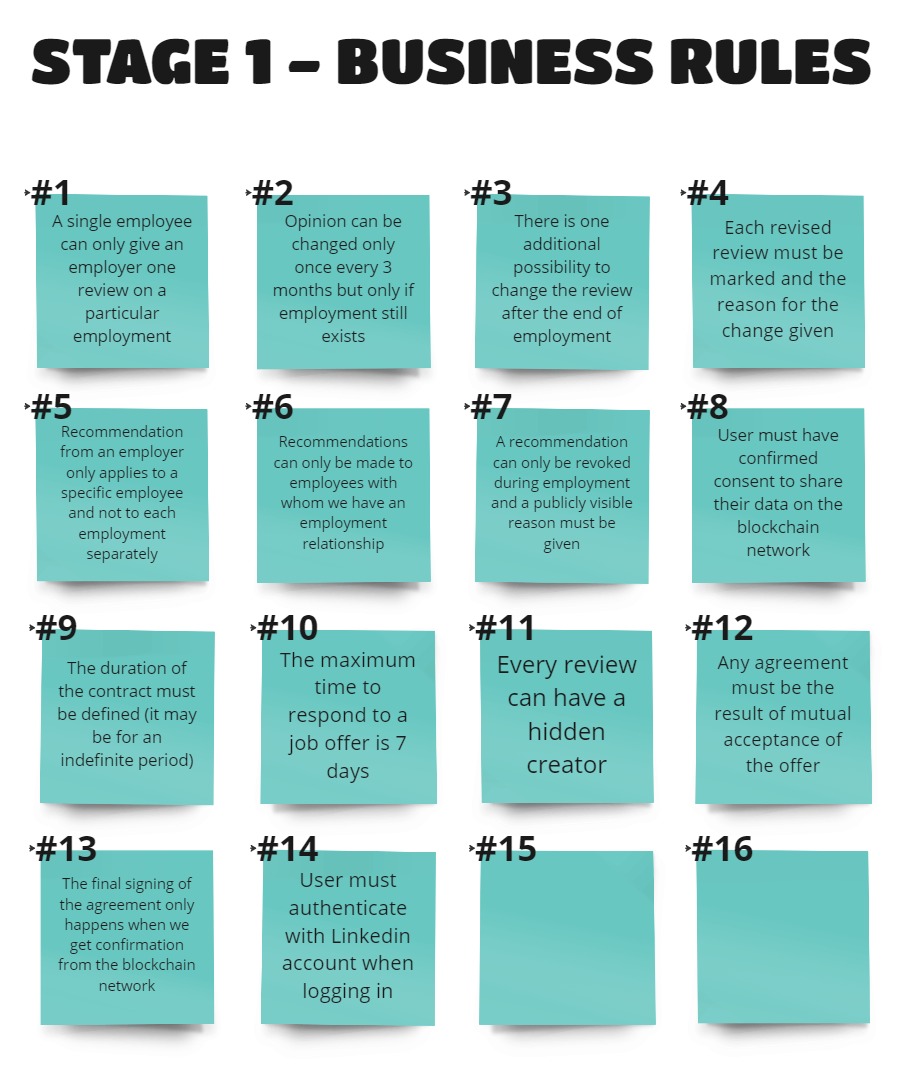 STAGE 1 – BUSINESS RULES
#1
A single employee
can only give an
employer one
review on a
particular
employment
#2
Opinion can be
changed only
once every 3
months but only if
employment still
exists
#3
There is one
additional
possibility to
change the review
after the end of
employment
#4
Each revised
review must be
marked and the
reason for the
change given
#5
Recommendation
from an employer
only applies to a
specific employee
and not to each
employment
separately
#6
Recommendations
can only be made to
employees with
whom we have an
employment
relationship
#7
A recommendation
can only be revoked
during employment
and a publicly visible
reason must be
given
#8
User must have
confirmed
consent to share
their data on the
blockchain
network
#9
The duration of
the contract must
be defined (it may
be for an
indefinite period)
#10
The maximum
time to
respond to a
job offer is 7
days
#11
Every review
can have a
hidden
creator
#12
Any agreement
must be the
result of mutual
acceptance of
the offer
#13
The final signing of
the agreement only
happens when we
get confirmation
from the blockchain
network
#14
User must
authenticate
with Linkedin
account when
logging in
#15
#16